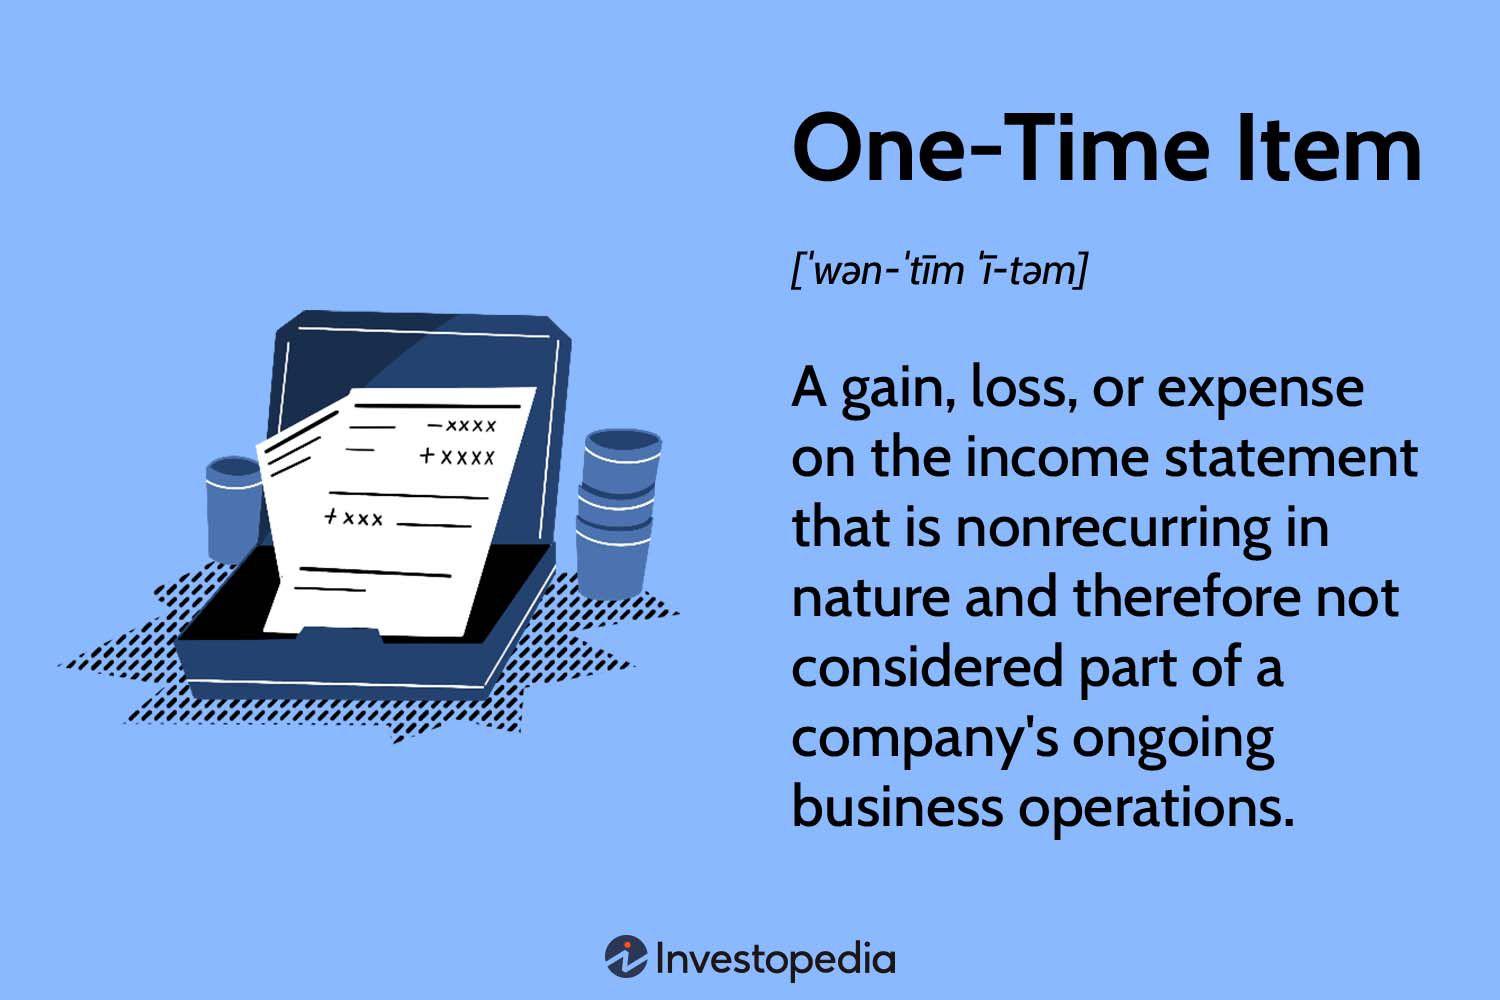 One-Time Item
[ˈwən-ˈtīm ˈī-təm]
A gain, loss, or expense
on the income statement
that is nonrecurring in
nature and therefore not
considered part of a
company's ongoing
business operations.
−xxxx
+xxxx
+xxx
Investopedia